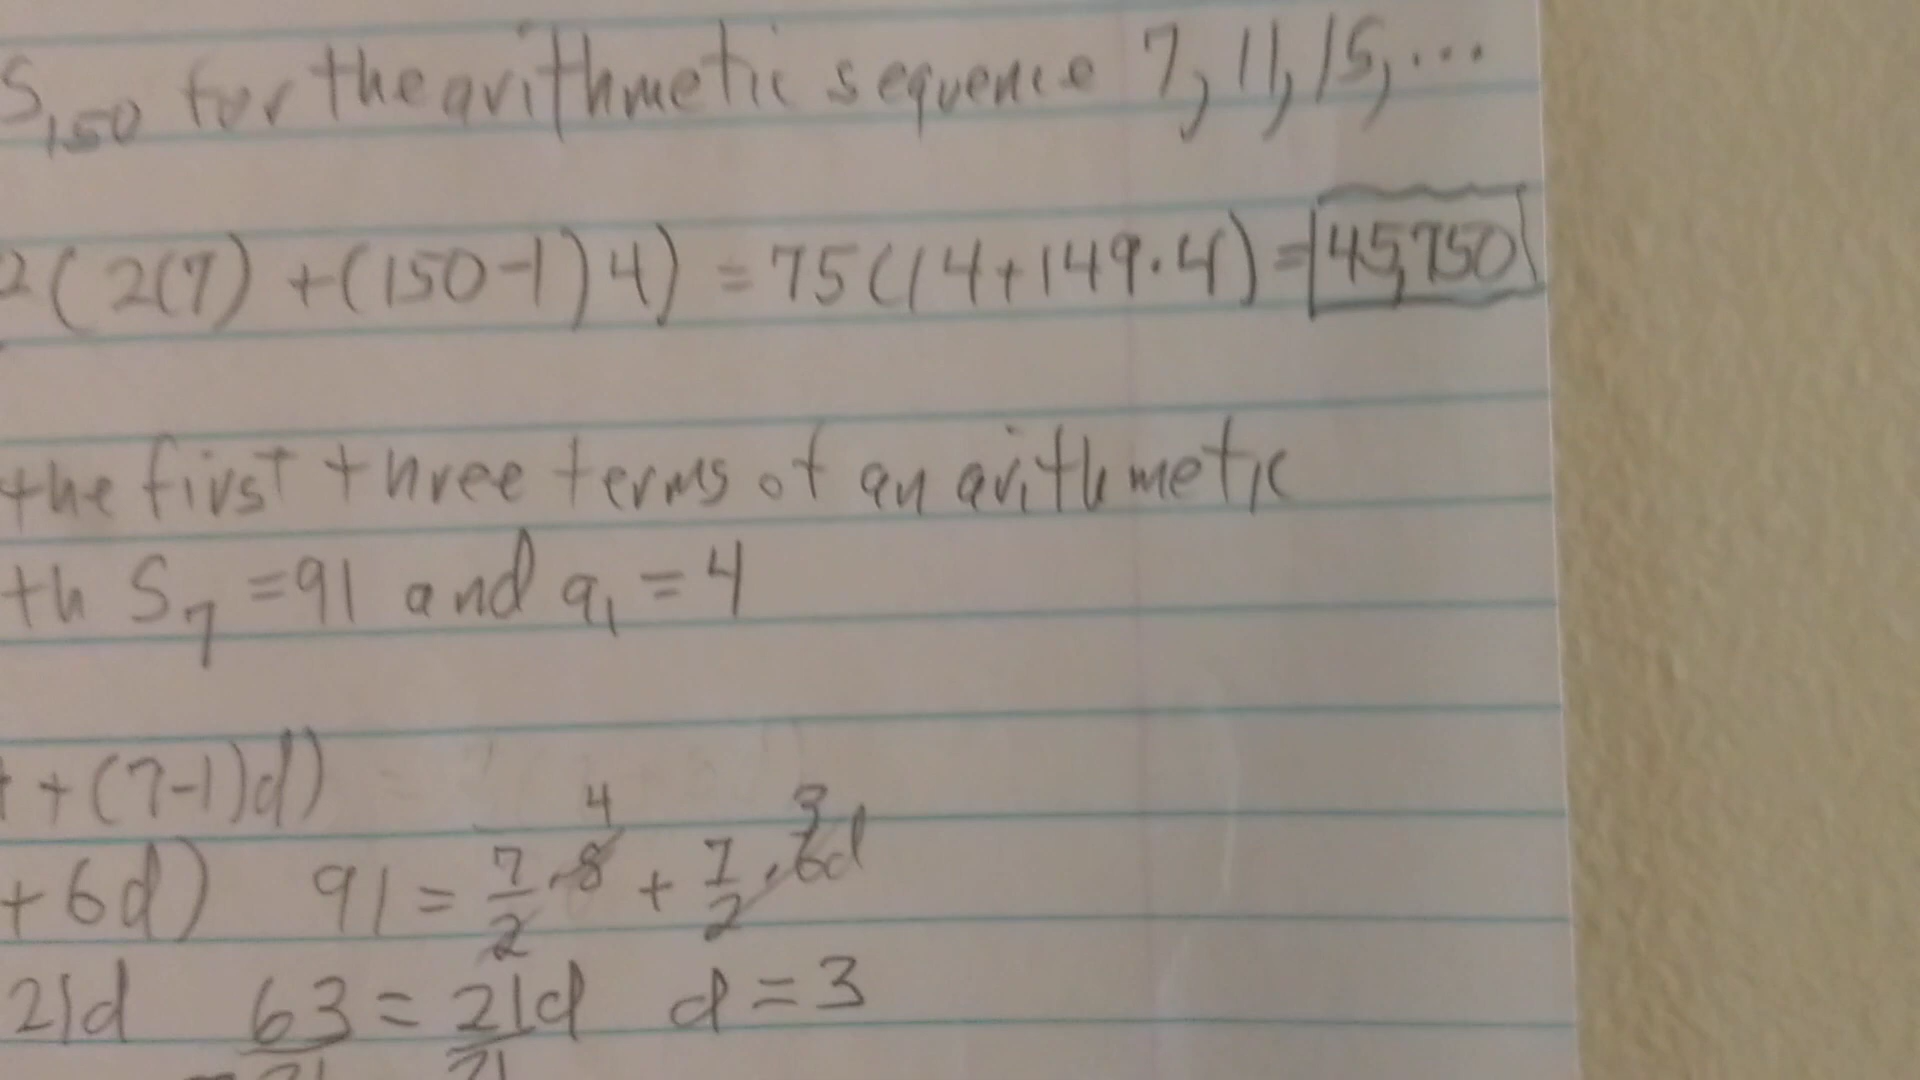 S₁₅₀ for the arithmetic sequence 7, 11, 15, ...
2(2(7) + (150-1)4) = 75(14+149·4) = 45,750
the first three terms of an arithmetic
th S₇ = 91 and a₁ = 4
+ (7-1)d)
4 3
+ 6d) 91 = 7/2 · 8 + 7/2 · 6d
21d 63 = 21d d = 3
21 21